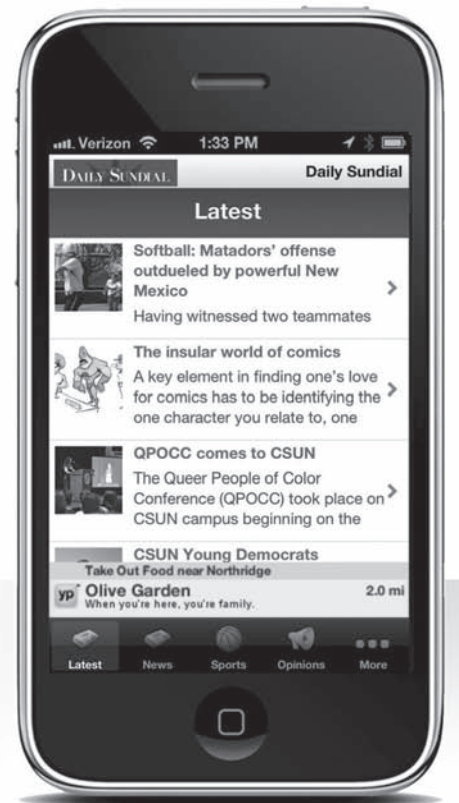 Verizon 1:33 PM
DAILY SUNDIAL Daily Sundial
Latest
Softball: Matadors' offense
outdueled by powerful New
Mexico
Having witnessed two teammates
The insular world of comics
A key element in finding one's love
for comics has to be identifying the
one character you relate to, one
QPOCC comes to CSUN
The Queer People of Color
Conference (QPOCC) took place on
CSUN campus beginning on the
CSUN Young Democrats
Take Out Food near Northridge
yp Olive Garden 2.0 mi
When you're here, you're family.
Latest News Sports Opinions More